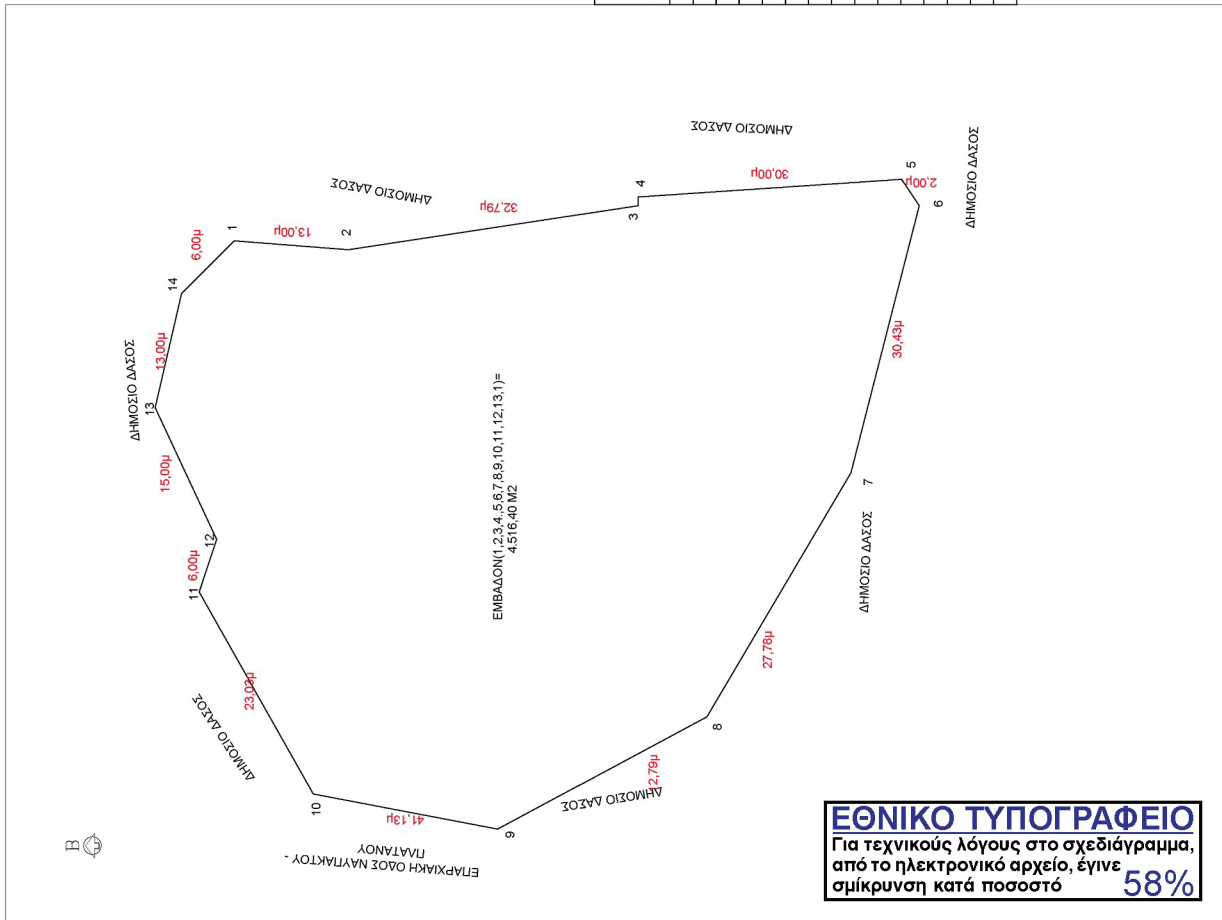 ΔΗΜΟΣΙΟ ΔΑΣΟΣ
ΔΗΜΟΣΙΟ ΔΑΣΟΣ
ΔΗΜΟΣΙΟ ΔΑΣΟΣ
ΔΗΜΟΣΙΟ ΔΑΣΟΣ
ΔΗΜΟΣΙΟ ΔΑΣΟΣ
ΔΗΜΟΣΙΟ ΔΑΣΟΣ
ΔΗΜΟΣΙΟ ΔΑΣΟΣ
1
13,00μ
2
32,79μ
3
4
30,00μ
5
2,00μ
6
30,43μ
7
27,78μ
8
12,79μ
9
41,13μ
10
23,03μ
11
6,00μ
12
15,00μ
13
13,00μ
14
6,00μ
ΕΜΒΑΔΟΝ(1,2,3,4,,5,6,7,8,9,10,11,12,13,1)=
4.516,40 Μ2
ΕΠΑΡΧΙΑΚΗ ΟΔΟΣ ΝΑΥΠΑΚΤΟΥ -
ΠΛΑΤΑΝΟΥ
Β
ΕΘΝΙΚΟ ΤΥΠΟΓΡΑΦΕΙΟ
Για τεχνικούς λόγους στο σχεδιάγραμμα,
από το ηλεκτρονικό αρχείο, έγινε
σμίκρυνση κατά ποσοστό 58%